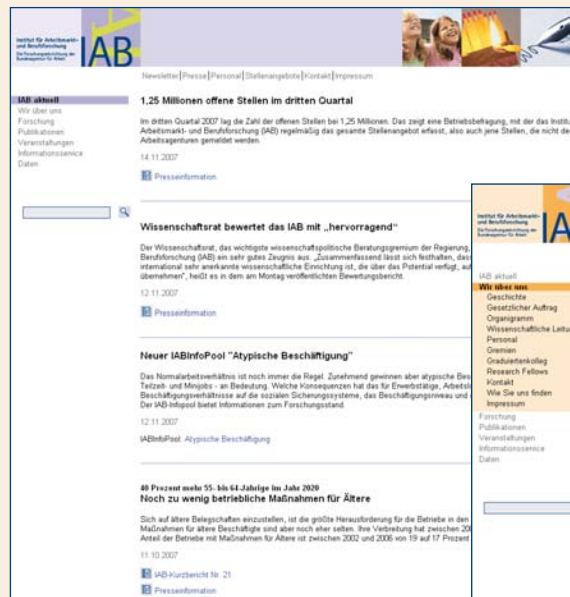 Institut für Arbeitsmarkt-
und Berufsforschung
Die Forschungseinrichtung der
Bundesagentur für Arbeit
IAB
Newsletter|Presse|Personal|Stellenangebote|Kontakt|Impressum
IAB aktuell
Wir über uns
Forschung
Publikationen
Veranstaltungen
Informationsservice
Daten
1,25 Millionen offene Stellen im dritten Quartal
Im dritten Quartal 2007 lag die Zahl der offenen Stellen bei 1,25 Millionen. Das zeigt eine Betriebsbefragung, mit der das Institu
Arbeitsmarkt- und Berufsforschung (IAB) regelmäßig das gesamte Stellenangebot erfasst, also auch jene Stellen, die nicht de
Arbeitsagenturen gemeldet werden.
14.11.2007
Presseinformation
Wissenschaftsrat bewertet das IAB mit „hervorragend“
Der Wissenschaftsrat, das wichtigste wissenschaftspolitische Beratungsgremium der Regierung,
Berufsforschung (IAB) ein sehr gutes Zeugnis aus. „Zusammenfassend lässt sich festhalten, das
international sehr anerkannte wissenschaftliche Einrichtung ist, die über das Potential verfügt, au
übernehmen“, heißt es in dem am Montag veröffentlichten Bewertungsbericht.
12.11.2007
Presseinformation
Neuer IABInfoPool "Atypische Beschäftigung"
Das Normalarbeitsverhältnis ist noch immer die Regel. Zunehmend gewinnen aber atypische Bes
Teilzeit- und Minijobs - an Bedeutung. Welche Konsequenzen hat das für Erwerbstätige, Arbeitsl
Beschäftigungsverhältnisse auf die sozialen Sicherungssysteme, das Beschäftigungsniveau und
Der IAB-Infopool bietet Informationen zum Forschungsstand.
12.11.2007
IABInfoPool: Atypische Beschäftigung
40 Prozent mehr 55- bis 64-Jährige im Jahr 2020
Noch zu wenig betriebliche Maßnahmen für Ältere
Sich auf ältere Belegschaften einzustellen, ist die größte Herausforderung für die Betriebe in den
Maßnahmen für ältere Beschäftigte sind aber noch eher selten. Ihre Verbreitung hat zwischen 20
Anteil der Betriebe mit Maßnahmen für Ältere ist zwischen 2002 und 2006 von 19 auf 17 Prozent
11.10.2007
IAB-Kurzbericht Nr. 21
Presseinformation
Institut für Arbeitsmarkt-
und Berufsforschung
Die Forschungseinrichtung der
Bundesagentur für Arbeit
IA
IAB aktuell
Wir über uns
Geschichte
Gesetzlicher Auftrag
Organigramm
Wissenschaftliche Leitu
Personal
Gremien
Graduiertenkolleg
Research Fellows
Kontakt
Wie Sie uns finden
Impressum
Forschung
Publikationen
Veranstaltungen
Informationsservice
Daten